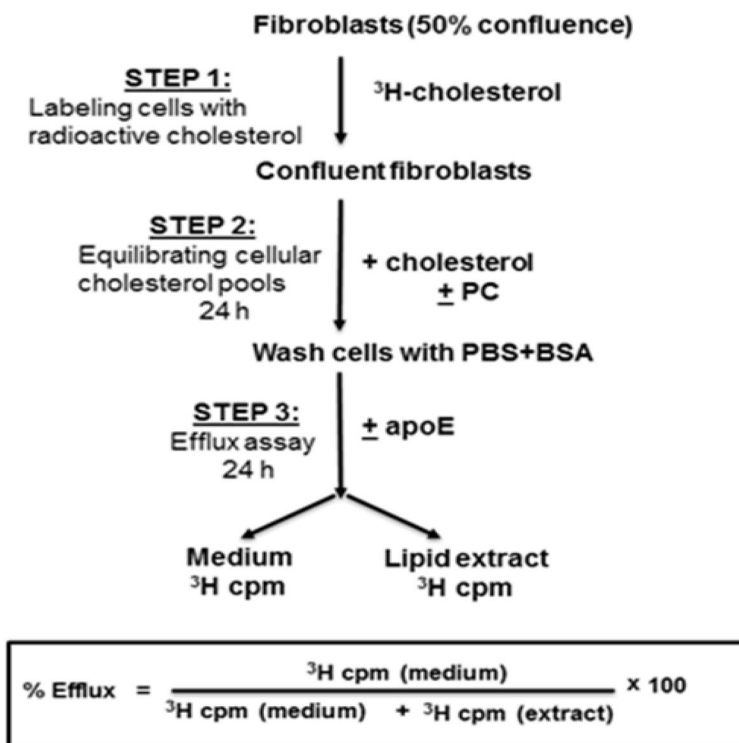 Fibroblasts (50% confluence)
STEP 1:
Labeling cells with
radioactive cholesterol
³H-cholesterol
Confluent fibroblasts
STEP 2:
Equilibrating cellular
cholesterol pools
24 h
+ cholesterol
± PC
Wash cells with PBS+BSA
STEP 3:
Efflux assay
24 h
± apoE
Medium
³H cpm
Lipid extract
³H cpm
% Efflux = ³H cpm (medium) x 100
³H cpm (medium) + ³H cpm (extract)